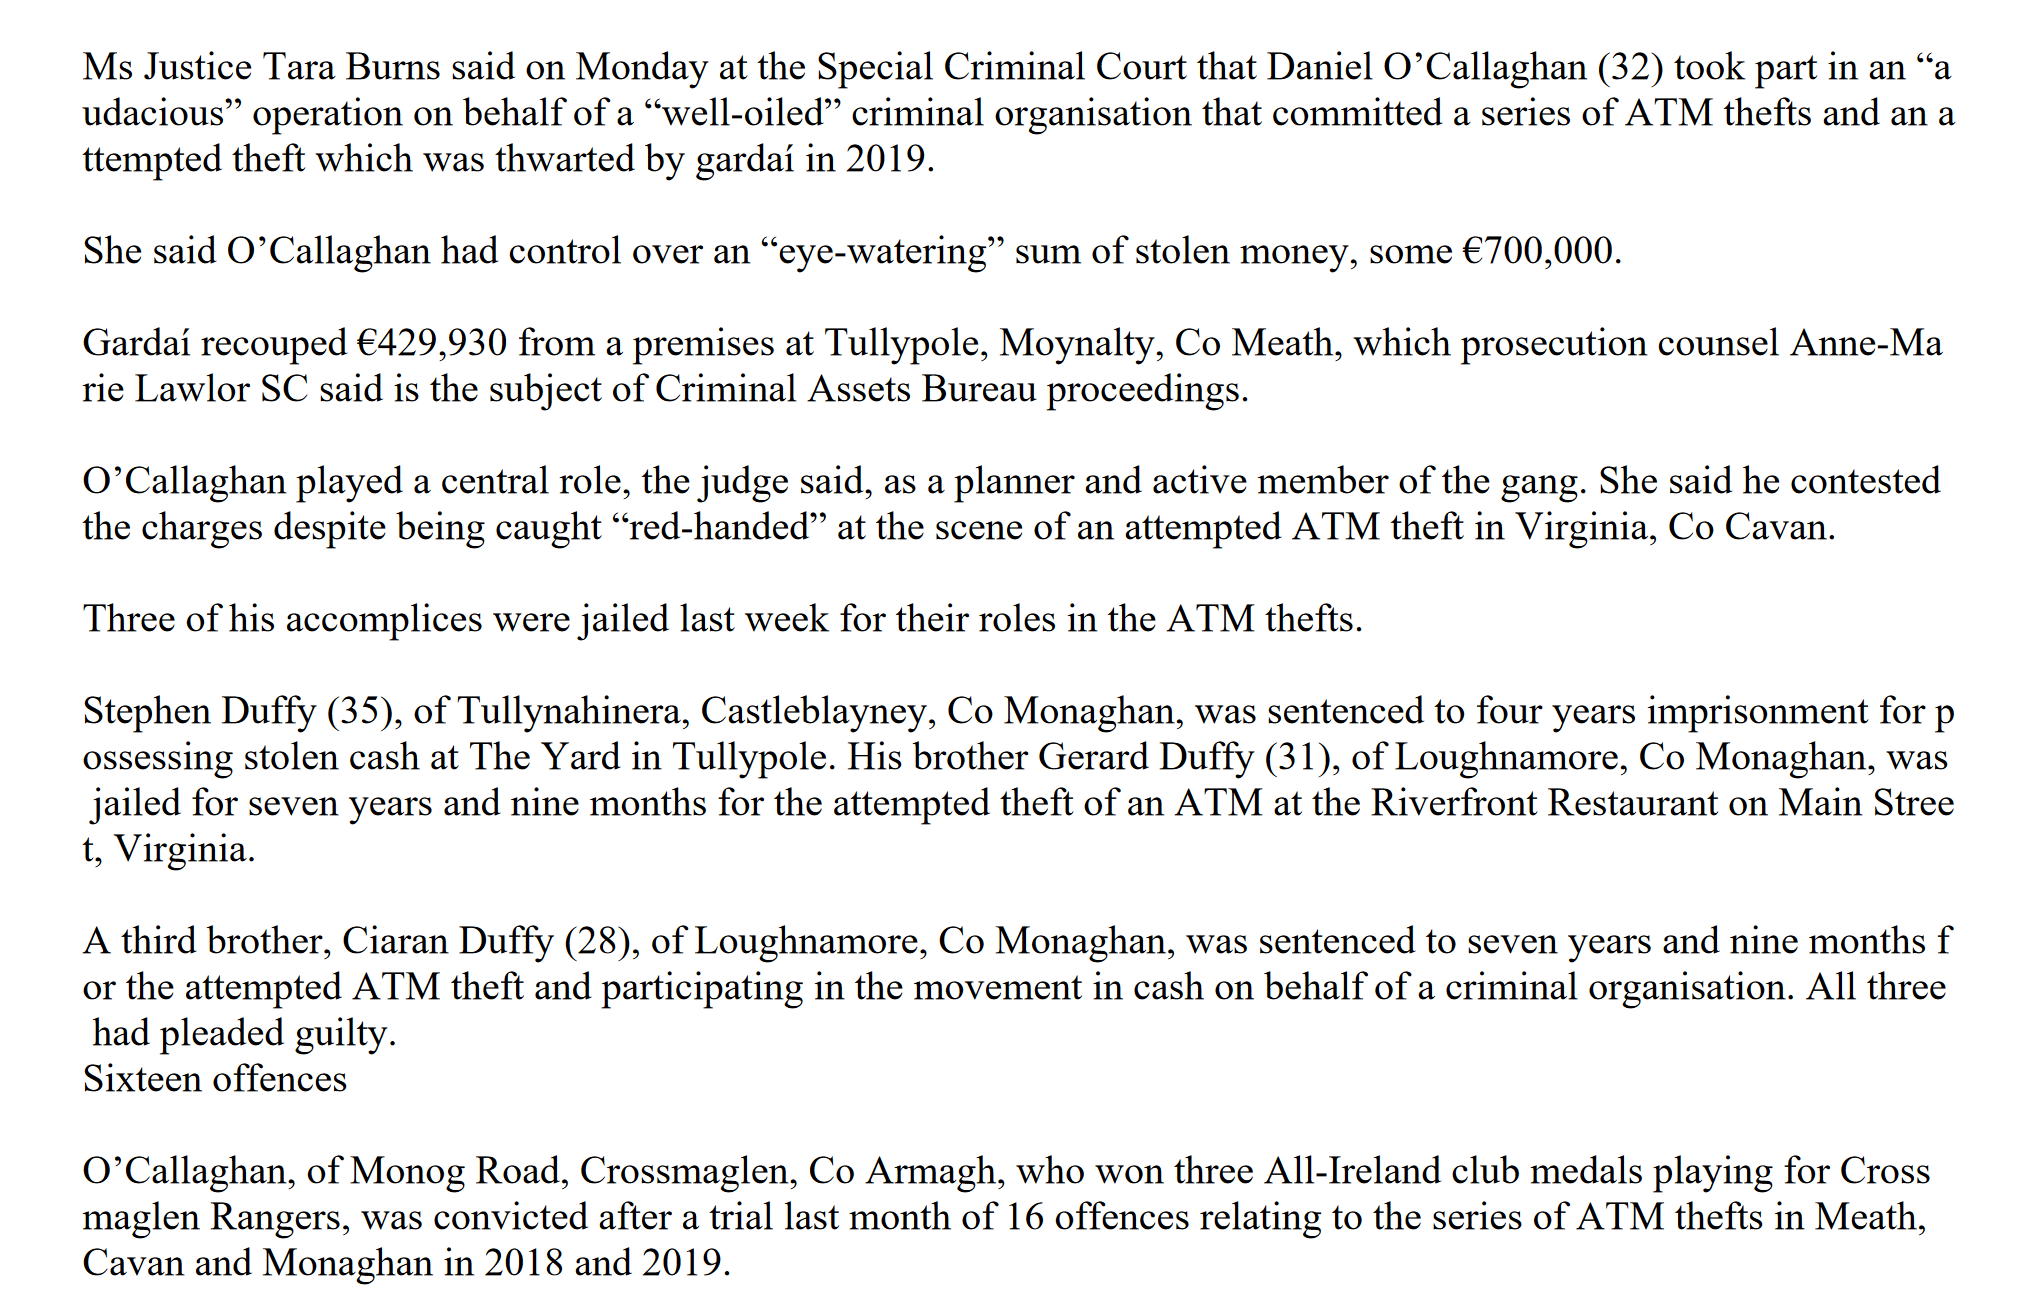 Ms Justice Tara Burns said on Monday at the Special Criminal Court that Daniel O’Callaghan (32) took part in an “a
udacious” operation on behalf of a “well-oiled” criminal organisation that committed a series of ATM thefts and an a
ttempted theft which was thwarted by gardaí in 2019.
She said O’Callaghan had control over an “eye-watering” sum of stolen money, some €700,000.
Gardaí recouped €429,930 from a premises at Tullypole, Moynalty, Co Meath, which prosecution counsel Anne-Ma
rie Lawlor SC said is the subject of Criminal Assets Bureau proceedings.
O’Callaghan played a central role, the judge said, as a planner and active member of the gang. She said he contested
the charges despite being caught “red-handed” at the scene of an attempted ATM theft in Virginia, Co Cavan.
Three of his accomplices were jailed last week for their roles in the ATM thefts.
Stephen Duffy (35), of Tullynahinera, Castleblayney, Co Monaghan, was sentenced to four years imprisonment for p
ossessing stolen cash at The Yard in Tullypole. His brother Gerard Duffy (31), of Loughnamore, Co Monaghan, was
jailed for seven years and nine months for the attempted theft of an ATM at the Riverfront Restaurant on Main Stree
t, Virginia.
A third brother, Ciaran Duffy (28), of Loughnamore, Co Monaghan, was sentenced to seven years and nine months f
or the attempted ATM theft and participating in the movement in cash on behalf of a criminal organisation. All three
had pleaded guilty.
Sixteen offences
O’Callaghan, of Monog Road, Crossmaglen, Co Armagh, who won three All-Ireland club medals playing for Cross
maglen Rangers, was convicted after a trial last month of 16 offences relating to the series of ATM thefts in Meath,
Cavan and Monaghan in 2018 and 2019.